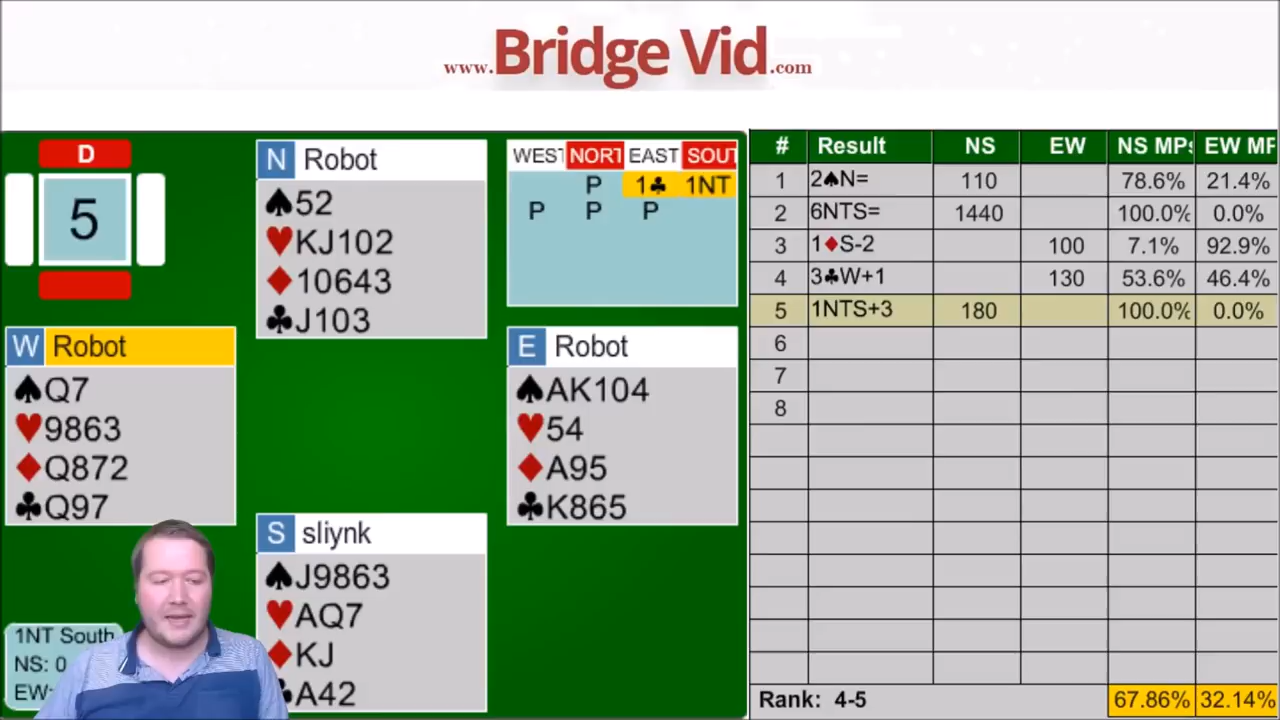 www.Bridge Vid.com
D
5
N Robot
♠52
♥KJ102
♦10643
♣J103
WEST NORT EAST SOUT
P 1♣ 1NT
P P P
W Robot
♠Q7
♥9863
♦Q872
♣Q97
E Robot
♠AK104
♥54
♦A95
♣K865
S sliynk
♠J9863
♥AQ7
♦KJ
♣A42
1NT South
NS: 0
EW:
# Result NS EW NS MPs EW MP
1 2♠N= 110 78.6% 21.4%
2 6NTS= 1440 100.0% 0.0%
3 1♦S-2 100 7.1% 92.9%
4 3♣W+1 130 53.6% 46.4%
5 1NTS+3 180 100.0% 0.0%
6
7
8
Rank: 4-5 67.86% 32.14%